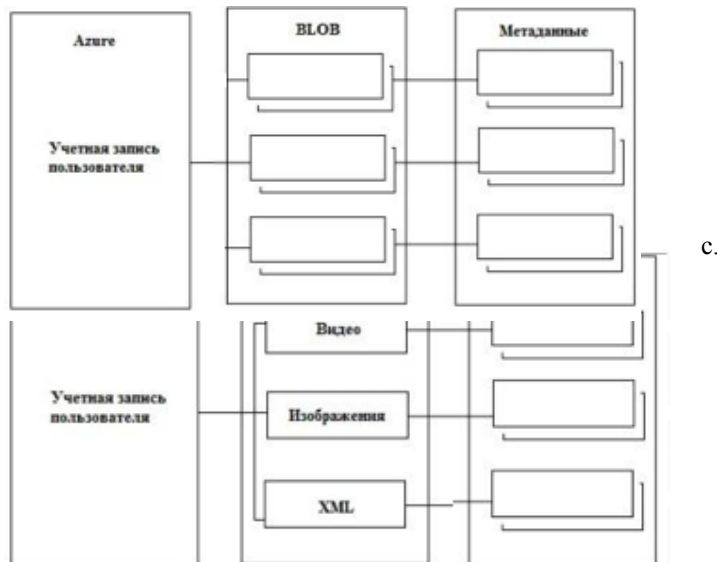 Azure
BLOB
Метаданные
Учетная запись
пользователя
с.
Видео
Учетная запись
пользователя
Изображения
XML